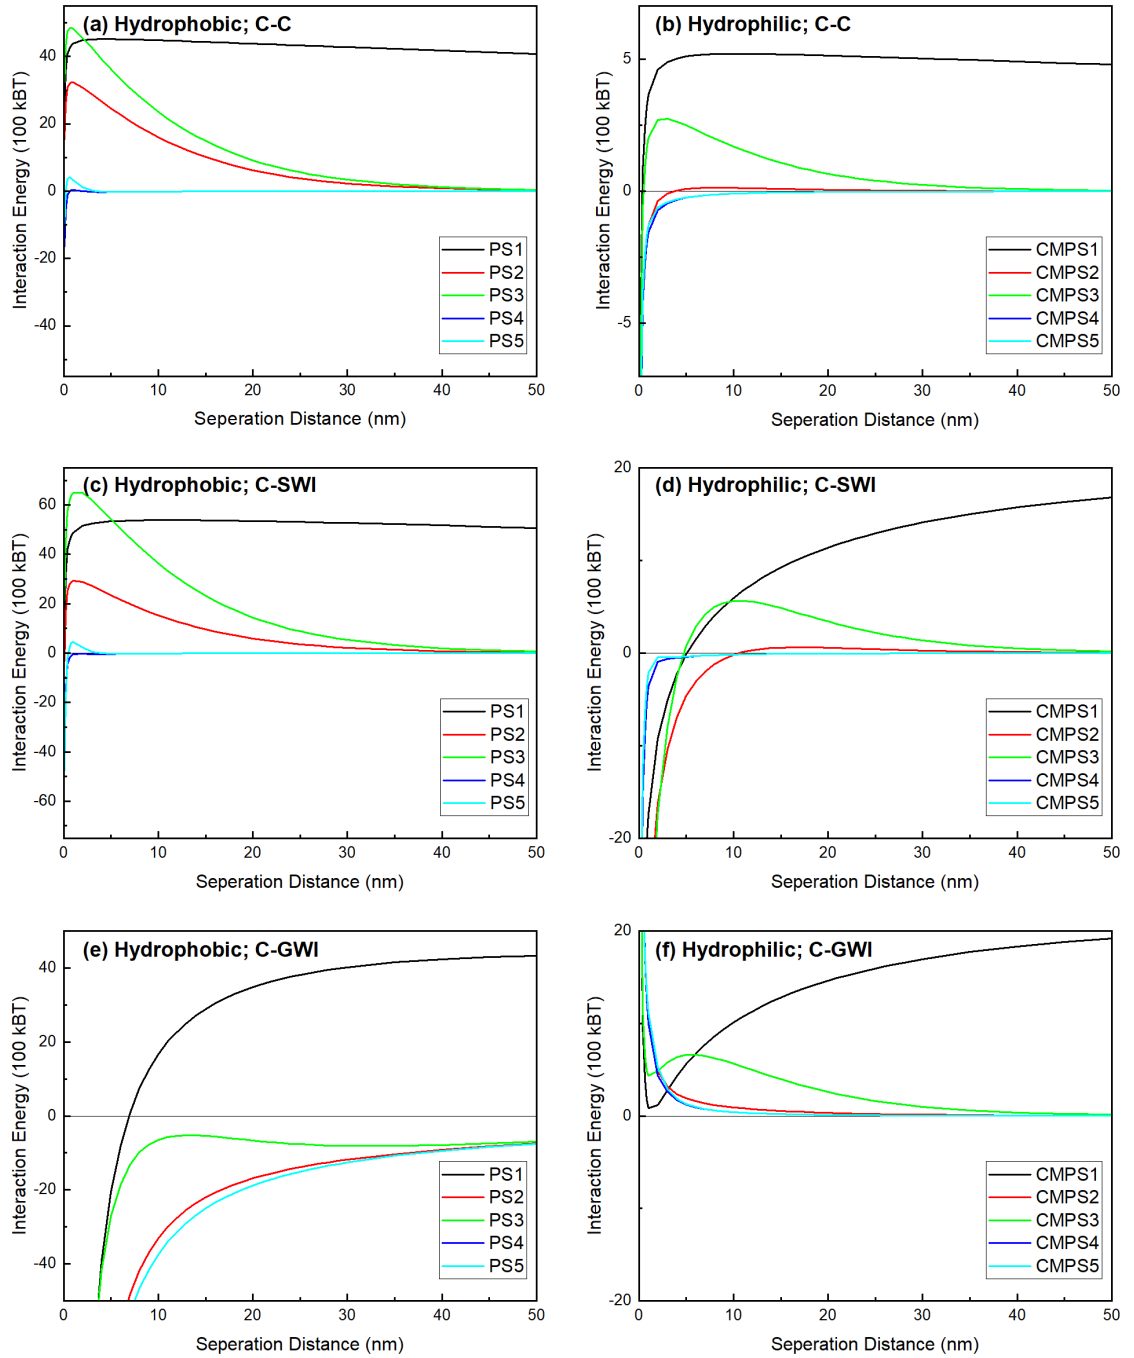 (a) Hydrophobic; C-C
Interaction Energy (100 kBT)
40
20
0
-20
-40
PS1
PS2
PS3
PS4
PS5
0 10 20 30 40 50
Seperation Distance (nm)
(b) Hydrophilic; C-C
Interaction Energy (100 kBT)
5
0
-5
CMPS1
CMPS2
CMPS3
CMPS4
CMPS5
0 10 20 30 40 50
Seperation Distance (nm)
(c) Hydrophobic; C-SWI
Interaction Energy (100 kBT)
60
40
20
0
-20
-40
-60
PS1
PS2
PS3
PS4
PS5
0 10 20 30 40 50
Seperation Distance (nm)
(d) Hydrophilic; C-SWI
Interaction Energy (100 kBT)
20
0
-20
CMPS1
CMPS2
CMPS3
CMPS4
CMPS5
0 10 20 30 40 50
Seperation Distance (nm)
(e) Hydrophobic; C-GWI
Interaction Energy (100 kBT)
40
20
0
-20
-40
PS1
PS2
PS3
PS4
PS5
0 10 20 30 40 50
Seperation Distance (nm)
(f) Hydrophilic; C-GWI
Interaction Energy (100 kBT)
20
0
-20
CMPS1
CMPS2
CMPS3
CMPS4
CMPS5
0 10 20 30 40 50
Seperation Distance (nm)